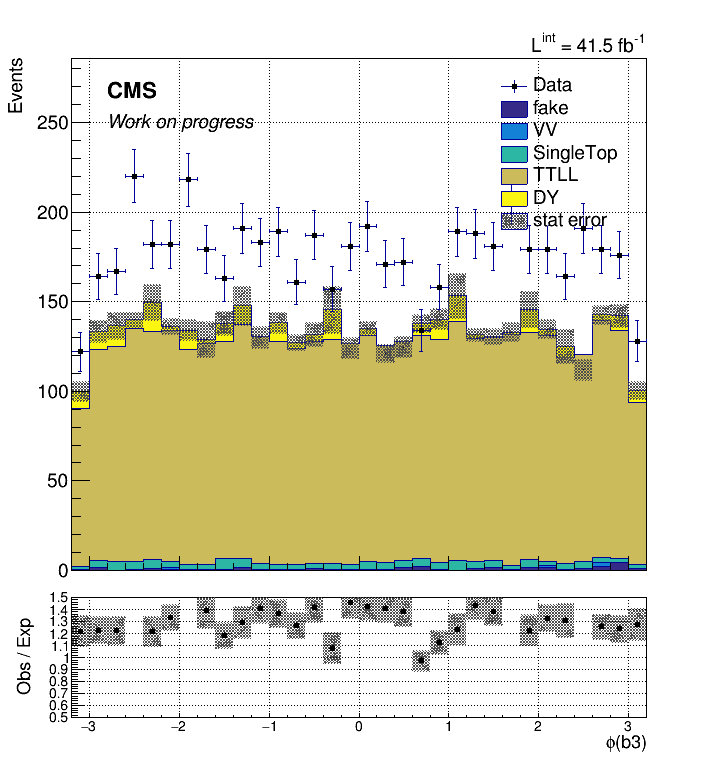 L^int = 41.5 fb^-1
Events
CMS
Work on progress
Data
fake
VV
SingleTop
TTLL
DY
stat error
250
200
150
100
50
0
Obs / Exp
1.5
1.4
1.3
1.2
1.1
1
0.9
0.8
0.7
0.6
0.5
−3 −2 −1 0 1 2 3
ϕ(b3)